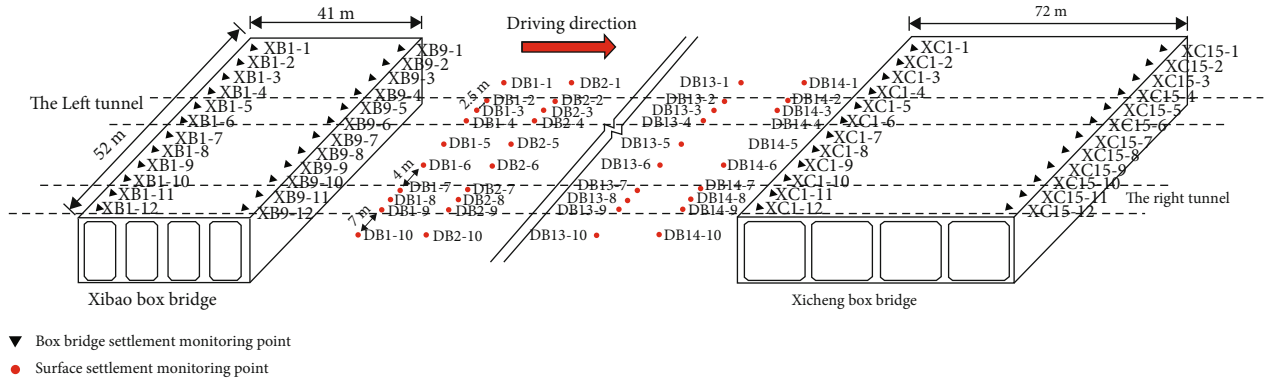 41 m
Driving direction
72 m
XB1-1
XB1-2
XB1-3
XB1-4
XB1-5
XB1-6
XB1-7
XB1-8
XB1-9
XB1-10
XB1-11
XB1-12
XB9-1
XB9-2
XB9-3
XB9-4
XB9-5
XB9-6
XB9-7
XB9-8
XB9-9
XB9-10
XB9-11
XB9-12
The Left tunnel
52 m
2.5 m
4 m
7 m
DB1-1
DB1-2
DB1-3
DB1-4
DB1-5
DB1-6
DB1-7
DB1-8
DB1-9
DB1-10
DB2-1
DB2-2
DB2-3
DB2-4
DB2-5
DB2-6
DB2-7
DB2-8
DB2-9
DB2-10
DB13-1
DB13-2
DB13-3
DB13-4
DB13-5
DB13-6
DB13-7
DB13-8
DB13-9
DB13-10
DB14-1
DB14-2
DB14-3
DB14-4
DB14-5
DB14-6
DB14-7
DB14-8
DB14-9
DB14-10
XC1-1
XC1-2
XC1-3
XC1-4
XC1-5
XC1-6
XC1-7
XC1-8
XC1-9
XC1-10
XC1-11
XC1-12
XC15-1
XC15-2
XC15-3
XC15-4
XC15-5
XC15-6
XC15-7
XC15-8
XC15-9
XC15-10
XC15-11
XC15-12
The right tunnel
Xibao box bridge
Xicheng box bridge
Box bridge settlement monitoring point
Surface settlement monitoring point